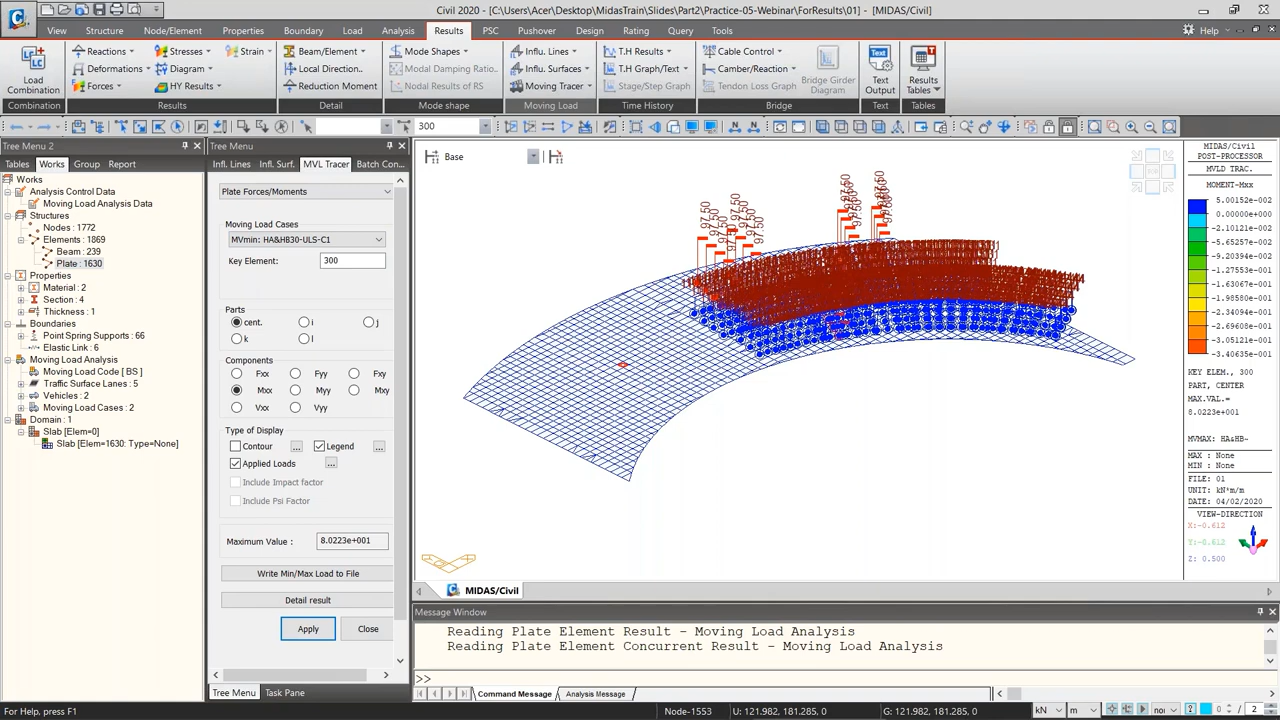 Civil 2020 - [C:\Users\Acer\Desktop\MidasTrain\Slides\Part2\Practice-05-Webinar\ForResults\01] - [MIDAS/Civil]
View Structure Node/Element Properties Boundary Load Analysis Results PSC Pushover Design Rating Query Tools Help
Load Combination
Reactions
Deformations
Forces
Stresses
Diagram
HY Results
Strain
Beam/Element
Local Direction..
Reduction Moment
Mode Shapes
Modal Damping Ratio..
Nodal Results of RS
Influ. Lines
Influ. Surfaces
Moving Tracer
T.H Results
T.H Graph/Text
Stage/Step Graph
Cable Control
Camber/Reaction
Tendon Loss Graph
Bridge Girder Diagram
Text Output
Results Tables
Combination Results Detail Mode shape Moving Load Time History Bridge Text Tables
300
Tree Menu 2
Tables Works Group Report
Works
Analysis Control Data
Moving Load Analysis Data
Structures
Nodes : 1772
Elements : 1869
Beam : 239
Plate : 1630
Properties
Material : 2
Section : 4
Thickness : 1
Boundaries
Point Spring Supports : 66
Elastic Link : 6
Moving Load Analysis
Moving Load Code [ BS ]
Traffic Surface Lanes : 5
Vehicles : 2
Moving Load Cases : 2
Domain : 1
Slab [Elem=0]
Slab [Elem=1630: Type=None]
Tree Menu
Infl. Lines Infl. Surf. MVL Tracer Batch Con...
Plate Forces/Moments
Moving Load Cases
MVmin: HA&HB30-ULS-C1
Key Element: 300
Parts
cent. i j
k l
Components
Fxx Fyy Fxy
Mxx Myy Mxy
Vxx Vyy
Type of Display
Contour ... Legend ...
Applied Loads ...
Include Impact factor
Include Psi Factor
Maximum Value : 8.0223e+001
Write Min/Max Load to File
Detail result
Apply Close
Tree Menu Task Pane
Base
97.50
MIDAS/Civil
POST-PROCESSOR
MVLD TRAC.
MOMENT-Mxx
5.00152e-002
0.00000e+000
-2.10121e-002
-5.65257e-002
-9.20394e-002
-1.27553e-001
-1.63067e-001
-1.98580e-001
-2.34094e-001
-2.69608e-001
-3.05121e-001
-3.40635e-001
KEY ELEM., 300
PART, CENTER
MAX.VAL.=
8.0223e+001
MVMAX: HA&HB~
MAX : None
MIN : None
FILE: 01
UNIT: kN*m/m
DATE: 04/02/2020
VIEW-DIRECTION
X:-0.612
Y:-0.612
Z: 0.500
MIDAS/Civil
Message Window
Reading Plate Element Result - Moving Load Analysis
Reading Plate Element Concurrent Result - Moving Load Analysis
>>
Command Message Analysis Message
For Help, press F1
Node-1553 U: 121.982, 181.285, 0 G: 121.982, 181.285, 0 kN m non 0 / 2